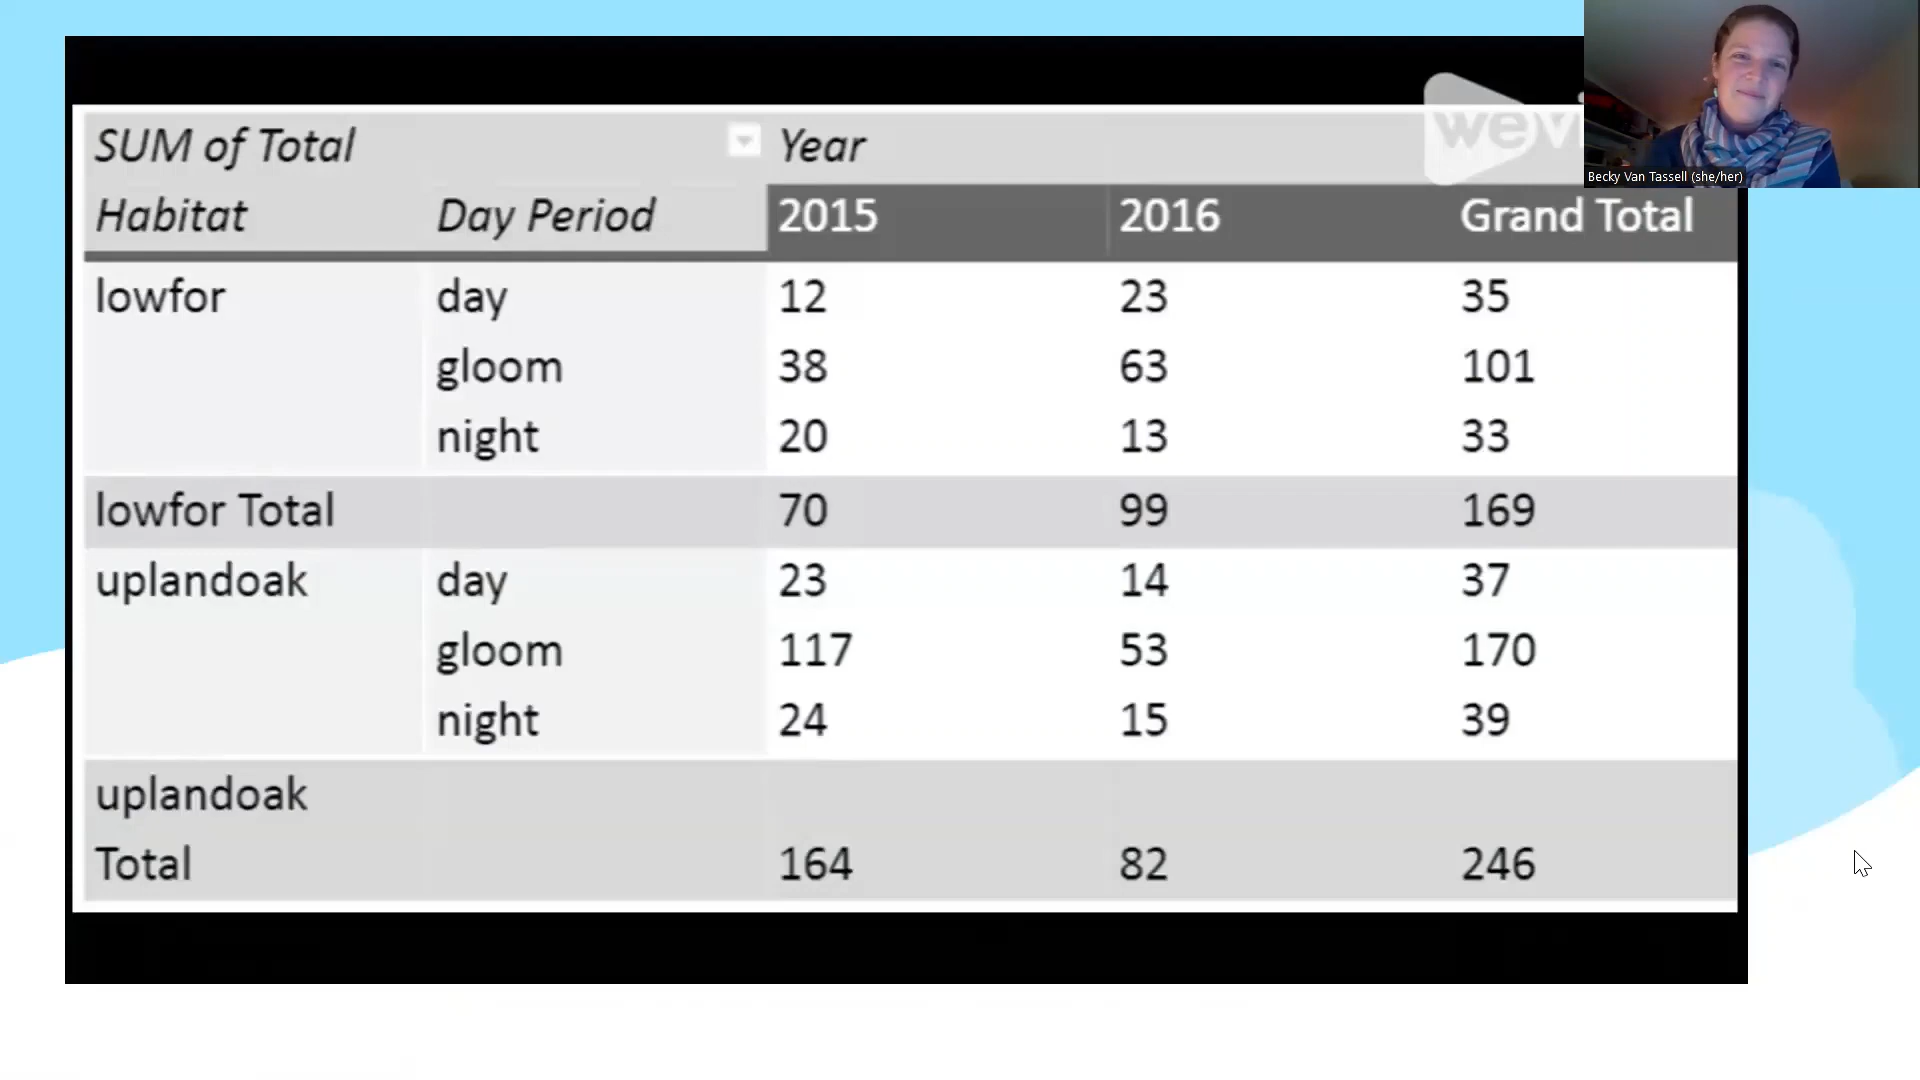 SUM of Total Year
Habitat Day Period 2015 2016 Grand Total
lowfor day 12 23 35
gloom 38 63 101
night 20 13 33
lowfor Total 70 99 169
uplandoak day 23 14 37
gloom 117 53 170
night 24 15 39
uplandoak
Total 164 82 246
Becky Van Tassell (she/her)